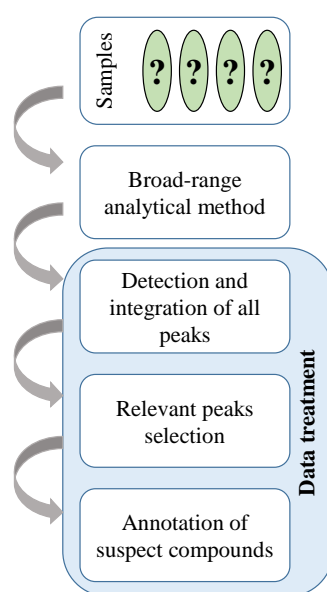 Samples
? ? ? ?
Broad-range
analytical method
Detection and
integration of all
peaks
Relevant peaks
selection
Annotation of
suspect compounds
Data treatment